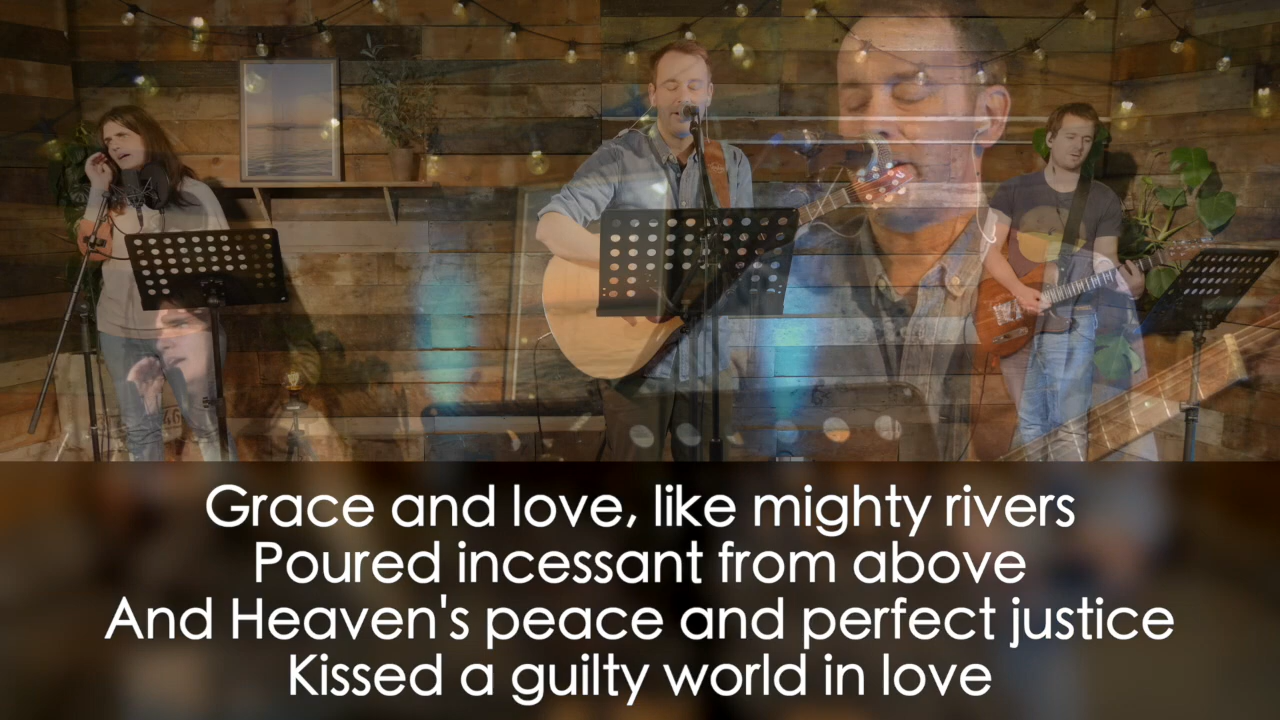 Grace and love, like mighty rivers
Poured incessant from above
And Heaven's peace and perfect justice
Kissed a guilty world in love